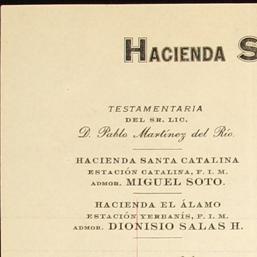 HACIENDA S
TESTAMENTARIA
DEL SR. LIC.
D. Pablo Martínez del Río.
HACIENDA SANTA CATALINA
ESTACIÓN CATALINA, F. I. M.
ADMOR. MIGUEL SOTO.
HACIENDA EL ÁLAMO
ESTACIÓN YERBANÍS, F. I. M.
ADMOR. DIONISIO SALAS H.